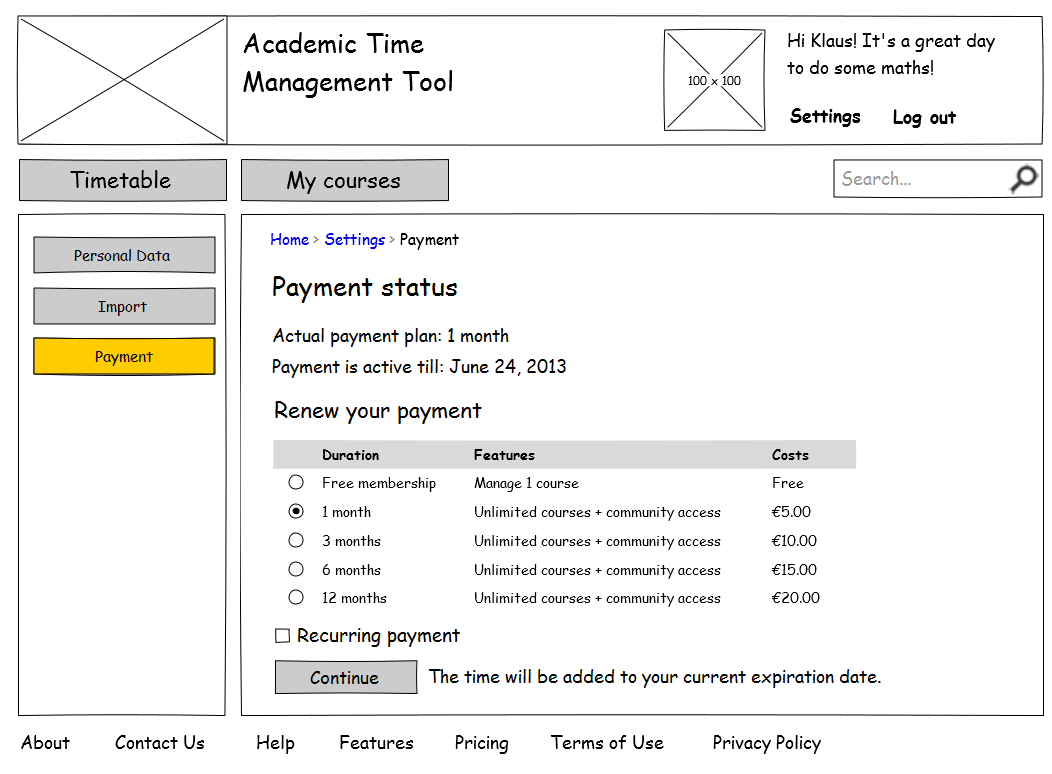 Academic Time
Management Tool
100 x 100
Hi Klaus! It's a great day
to do some maths!
Settings Log out
Timetable My courses Search...
Personal Data
Import
Payment
Home > Settings > Payment
Payment status
Actual payment plan: 1 month
Payment is active till: June 24, 2013
Renew your payment
Duration Features Costs
Free membership Manage 1 course Free
1 month Unlimited courses + community access €5.00
3 months Unlimited courses + community access €10.00
6 months Unlimited courses + community access €15.00
12 months Unlimited courses + community access €20.00
Recurring payment
Continue The time will be added to your current expiration date.
About Contact Us Help Features Pricing Terms of Use Privacy Policy